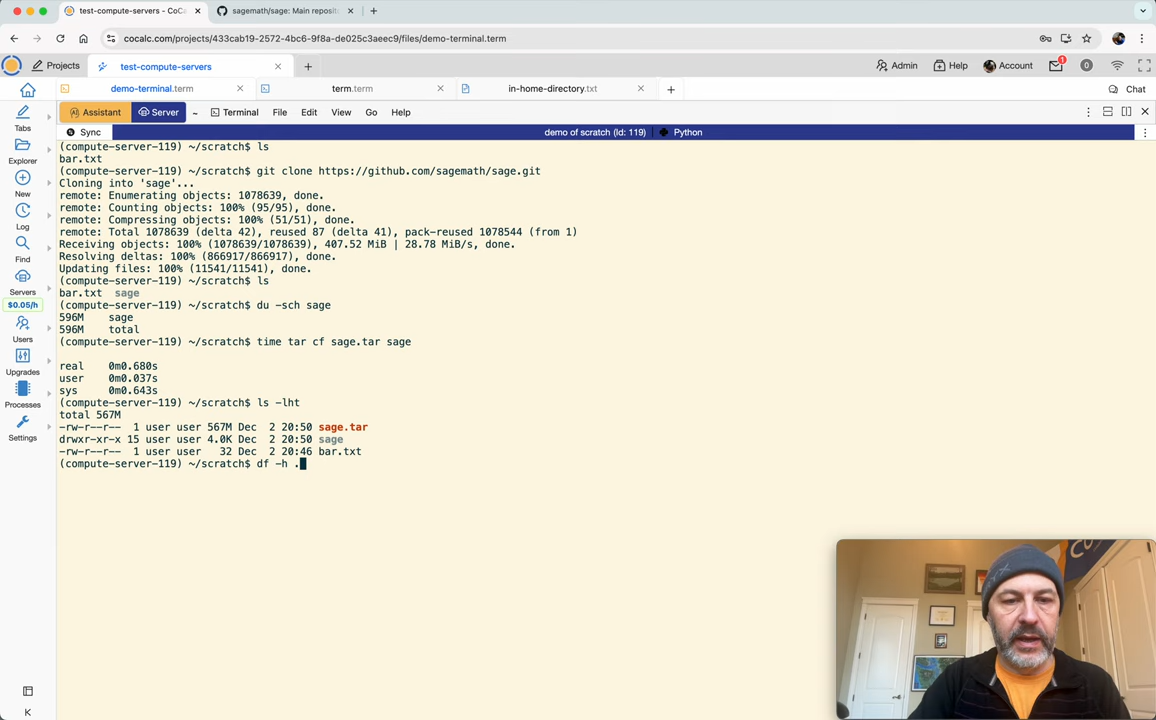 test-compute-servers - CoCa
sagemath/sage: Main reposit
cocalc.com/projects/433cab19-2572-4bc6-9f8a-de025c3aeec9/files/demo-terminal.term
Projects
test-compute-servers
Admin
Help
Account
1
0
demo-terminal.term
term.term
in-home-directory.txt
Chat
Assistant
Server
~
Terminal
File
Edit
View
Go
Help
Sync
demo of scratch (Id: 119)
Python
Tabs
Explorer
New
Log
Find
Servers
$0.05/h
Users
Upgrades
Processes
Settings
(compute-server-119) ~/scratch$ ls
bar.txt
(compute-server-119) ~/scratch$ git clone https://github.com/sagemath/sage.git
Cloning into 'sage'...
remote: Enumerating objects: 1078639, done.
remote: Counting objects: 100% (95/95), done.
remote: Compressing objects: 100% (51/51), done.
remote: Total 1078639 (delta 42), reused 87 (delta 41), pack-reused 1078544 (from 1)
Receiving objects: 100% (1078639/1078639), 407.52 MiB | 28.78 MiB/s, done.
Resolving deltas: 100% (866917/866917), done.
Updating files: 100% (11541/11541), done.
(compute-server-119) ~/scratch$ ls
bar.txt  sage
(compute-server-119) ~/scratch$ du -sch sage
596M    sage
596M    total
(compute-server-119) ~/scratch$ time tar cf sage.tar sage
real    0m0.680s
user    0m0.037s
sys     0m0.643s
(compute-server-119) ~/scratch$ ls -lht
total 567M
-rw-r--r--  1 user user 567M Dec  2 20:50 sage.tar
drwxr-xr-x 15 user user 4.0K Dec  2 20:50 sage
-rw-r--r--  1 user user   32 Dec  2 20:46 bar.txt
(compute-server-119) ~/scratch$ df -h .